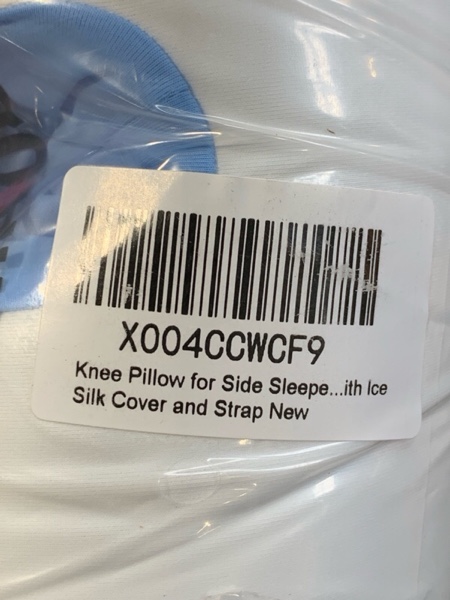 X004CCWCF9
Knee Pillow for Side Sleepe...ith Ice
Silk Cover and Strap New